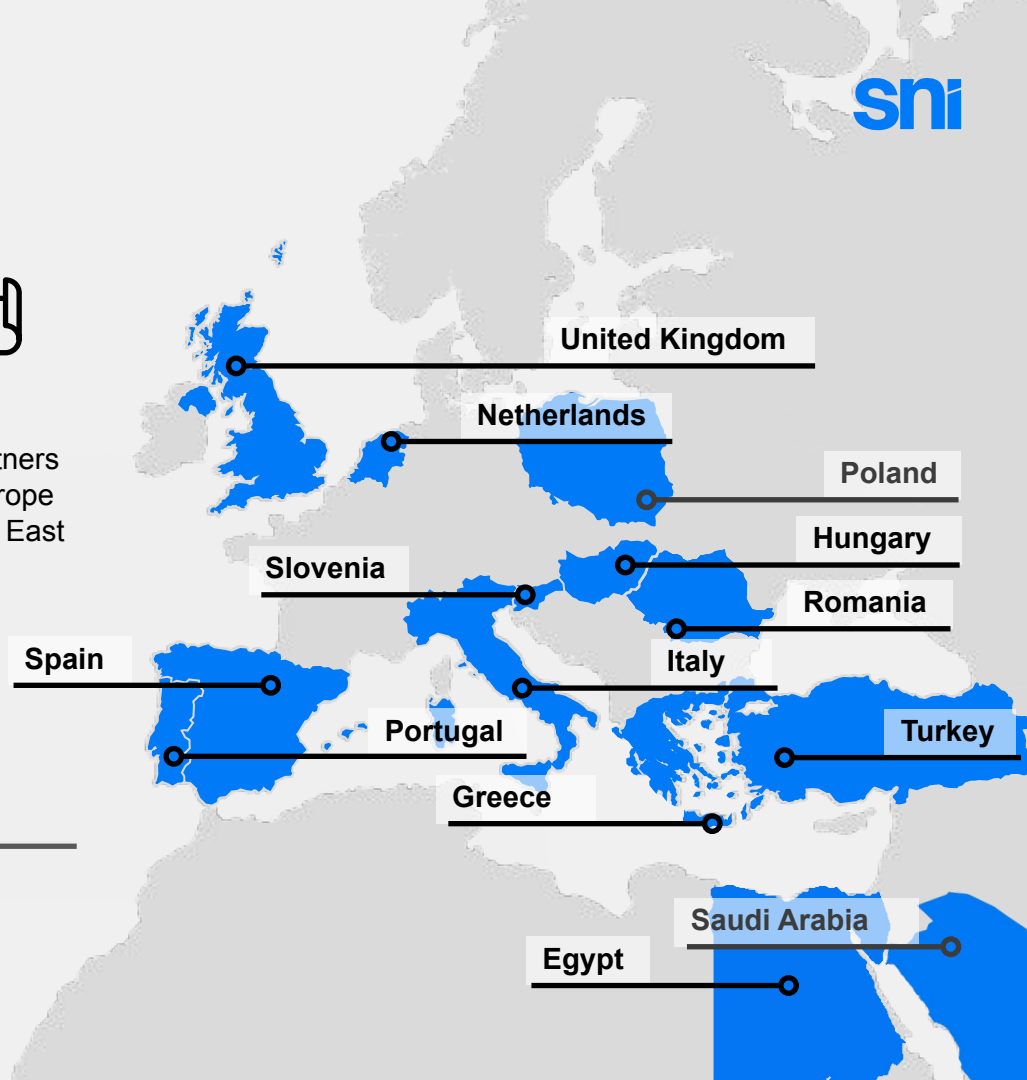 sni
United Kingdom
Netherlands
tners
rope
East
Poland
Hungary
Slovenia
Romania
Spain
Italy
Portugal
Turkey
Greece
Saudi Arabia
Egypt